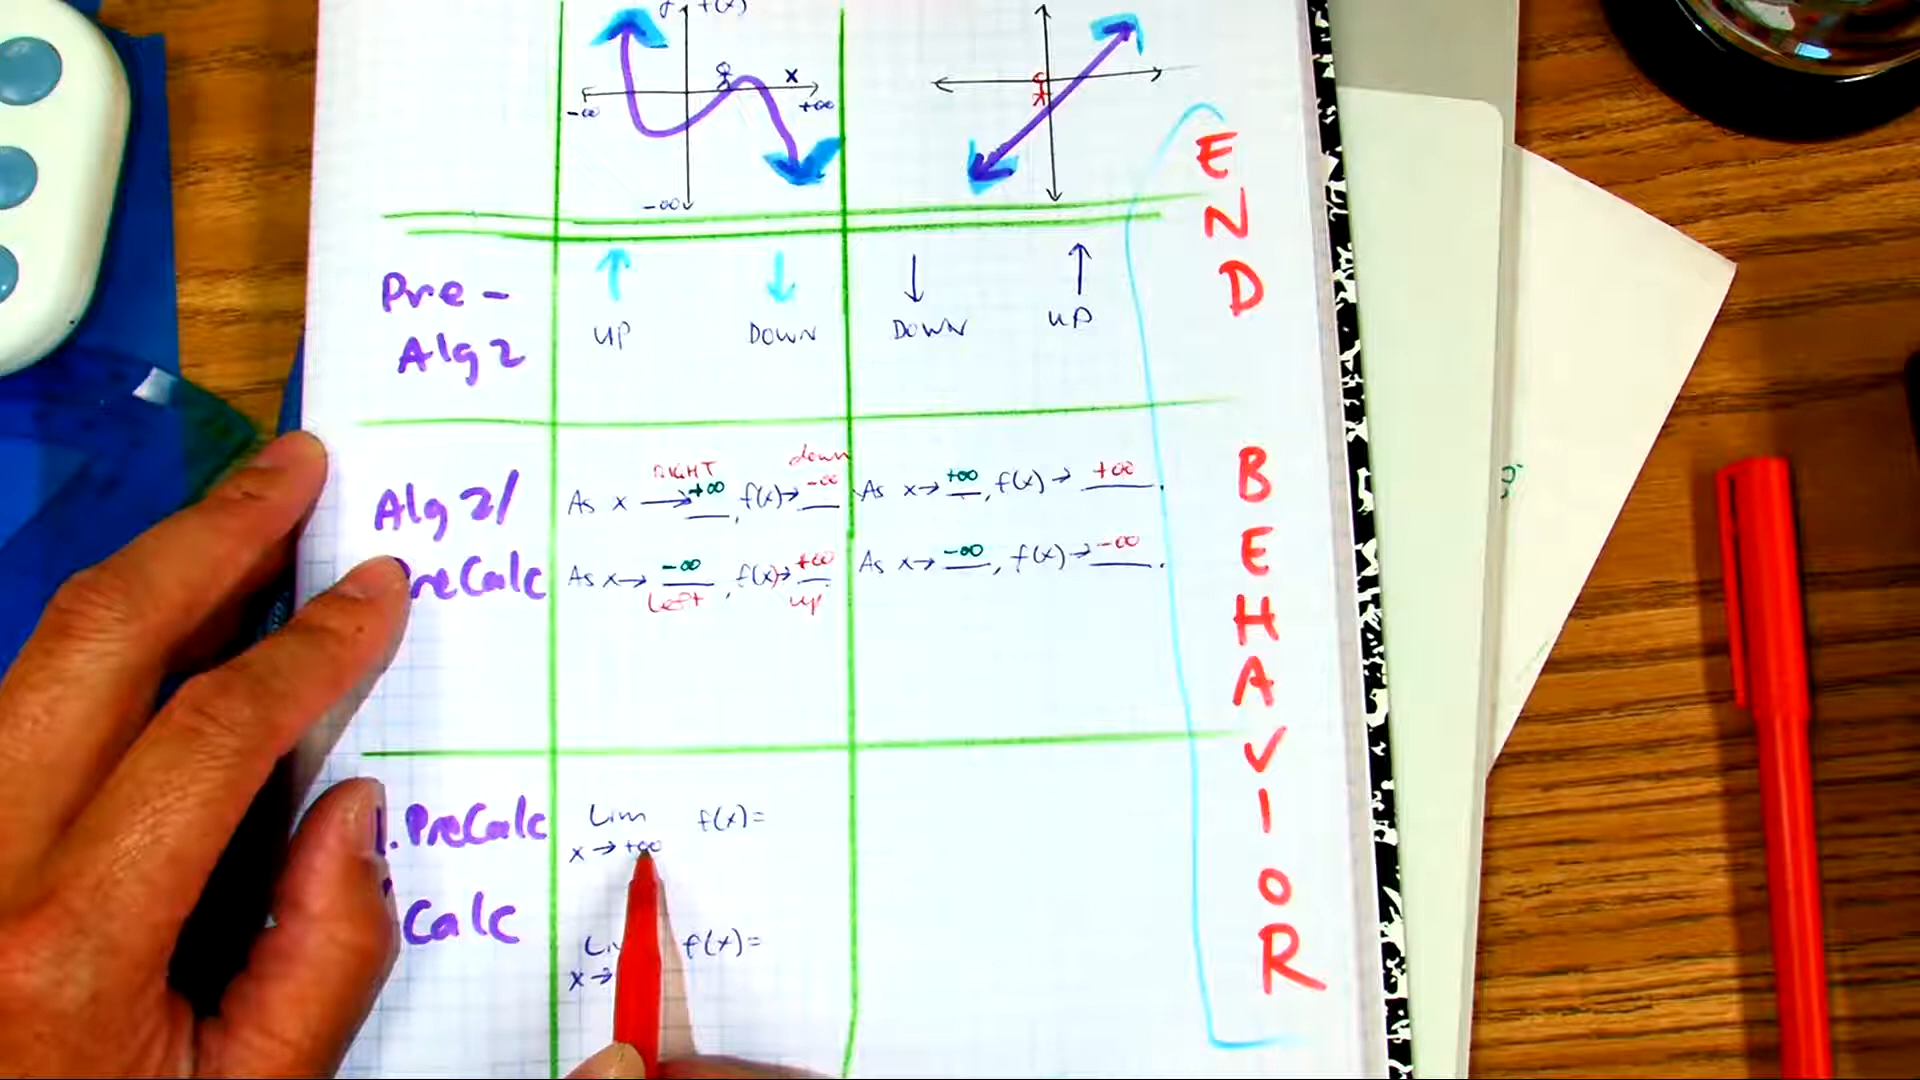 f(x)
x
-∞ +∞
-∞
E
N
D
Pre-
Alg 2
UP DOWN
DOWN UP
BEHAVIOR
Alg 2/
PreCalc
RIGHT down
As x → +∞, f(x) → -∞
As x → -∞, f(x) → +∞
Left up
As x → +∞, f(x) → +∞.
As x → -∞, f(x) → -∞.
1. PreCalc
Calc
Lim f(x)=
x → +∞
f(x)=
x →